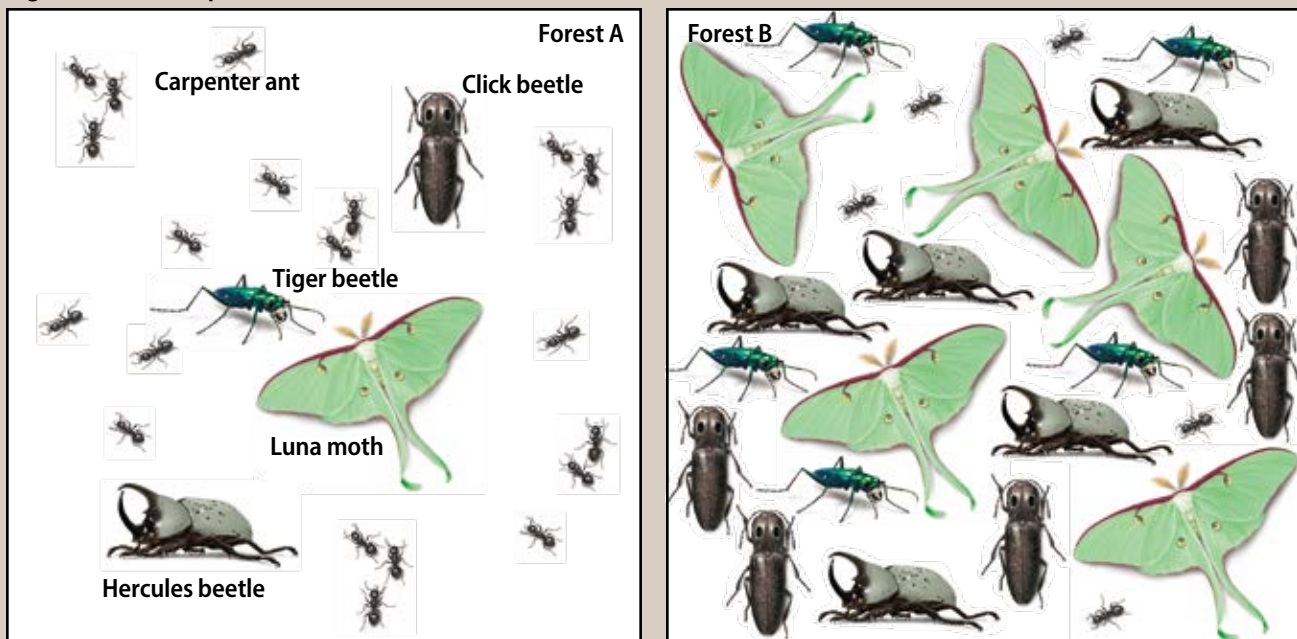 Forest A
Carpenter ant
Click beetle
Tiger beetle
Luna moth
Hercules beetle
Forest B